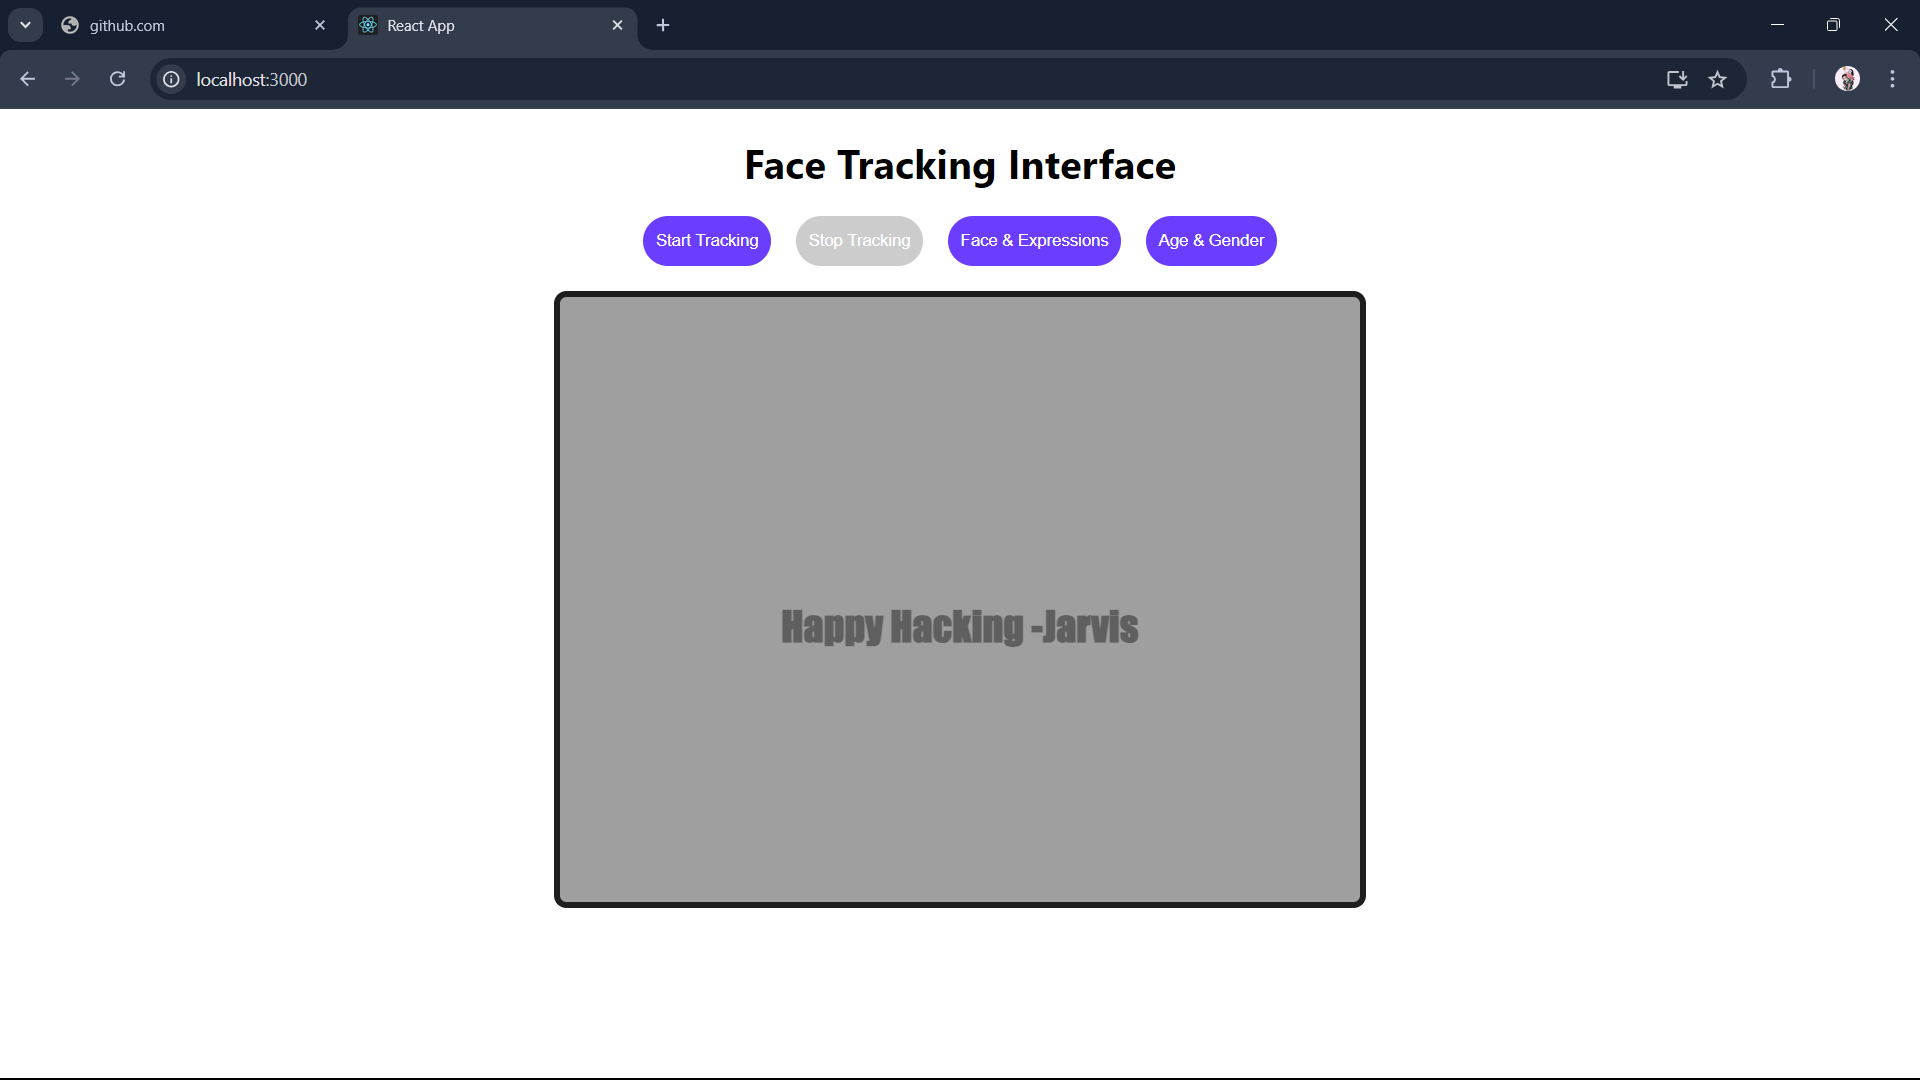 github.com
React App
localhost:3000
Face Tracking Interface
Start Tracking
Stop Tracking
Face & Expressions
Age & Gender
Happy Hacking -Jarvis